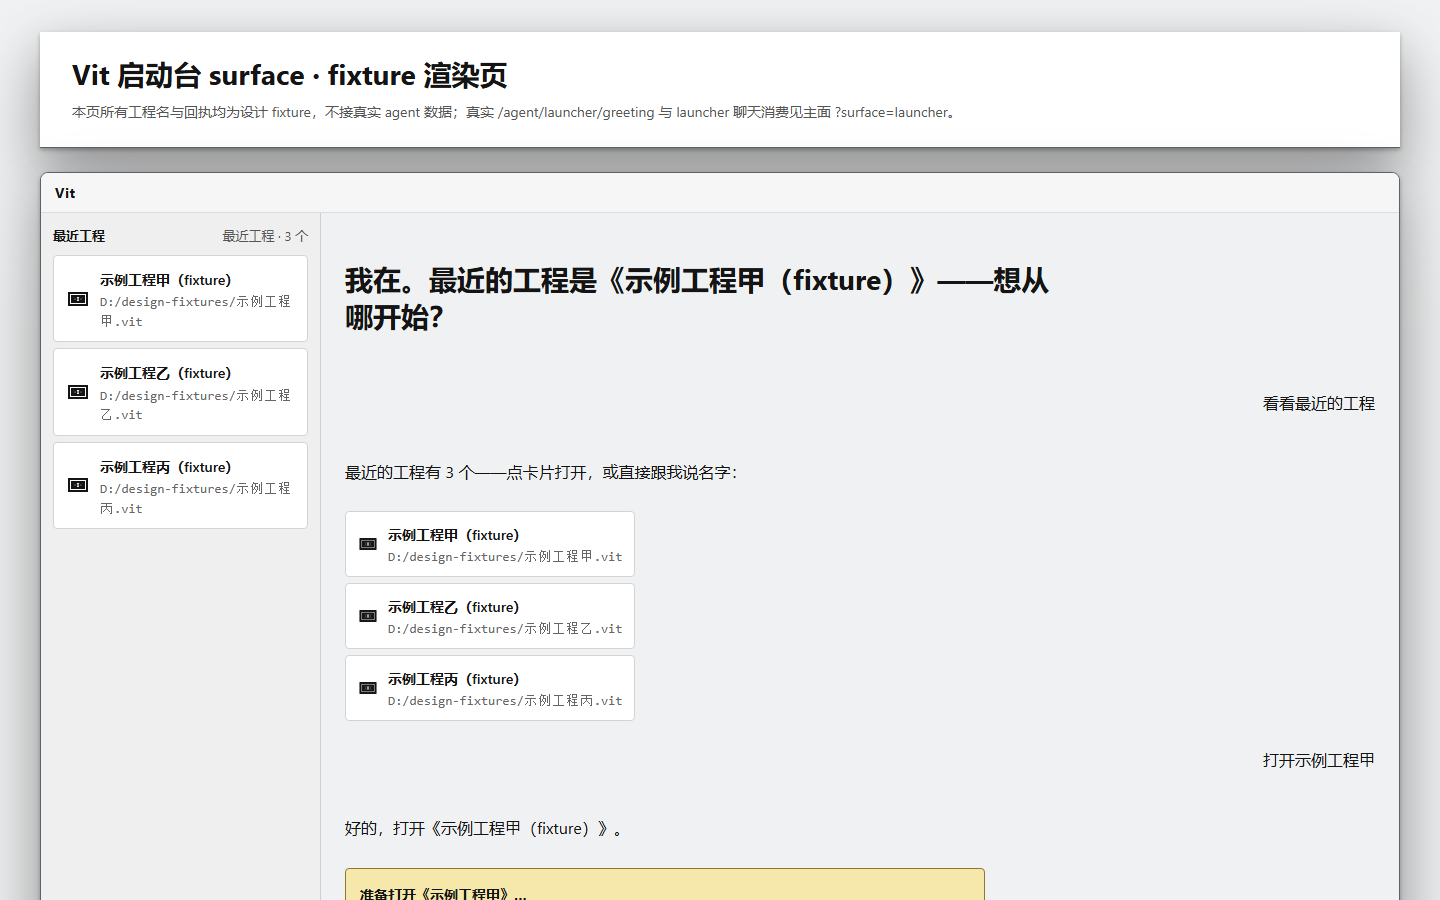 Vit 启动台 surface · fixture 渲染页
本页所有工程名与回执均为设计 fixture，不接真实 agent 数据；真实 /agent/launcher/greeting 与 launcher 聊天消费见主面 ?surface=launcher。
Vit
最近工程 最近工程 · 3 个
示例工程甲（fixture）
D:/design-fixtures/示例工程
甲.vit
示例工程乙（fixture）
D:/design-fixtures/示例工程
乙.vit
示例工程丙（fixture）
D:/design-fixtures/示例工程
丙.vit
我在。最近的工程是《示例工程甲（fixture）》——想从
哪开始？
看看最近的工程
最近的工程有 3 个——点卡片打开，或直接跟我说名字：
示例工程甲（fixture）
D:/design-fixtures/示例工程甲.vit
示例工程乙（fixture）
D:/design-fixtures/示例工程乙.vit
示例工程丙（fixture）
D:/design-fixtures/示例工程丙.vit
打开示例工程甲
好的，打开《示例工程甲（fixture）》。
准备打开《示例工程甲》…